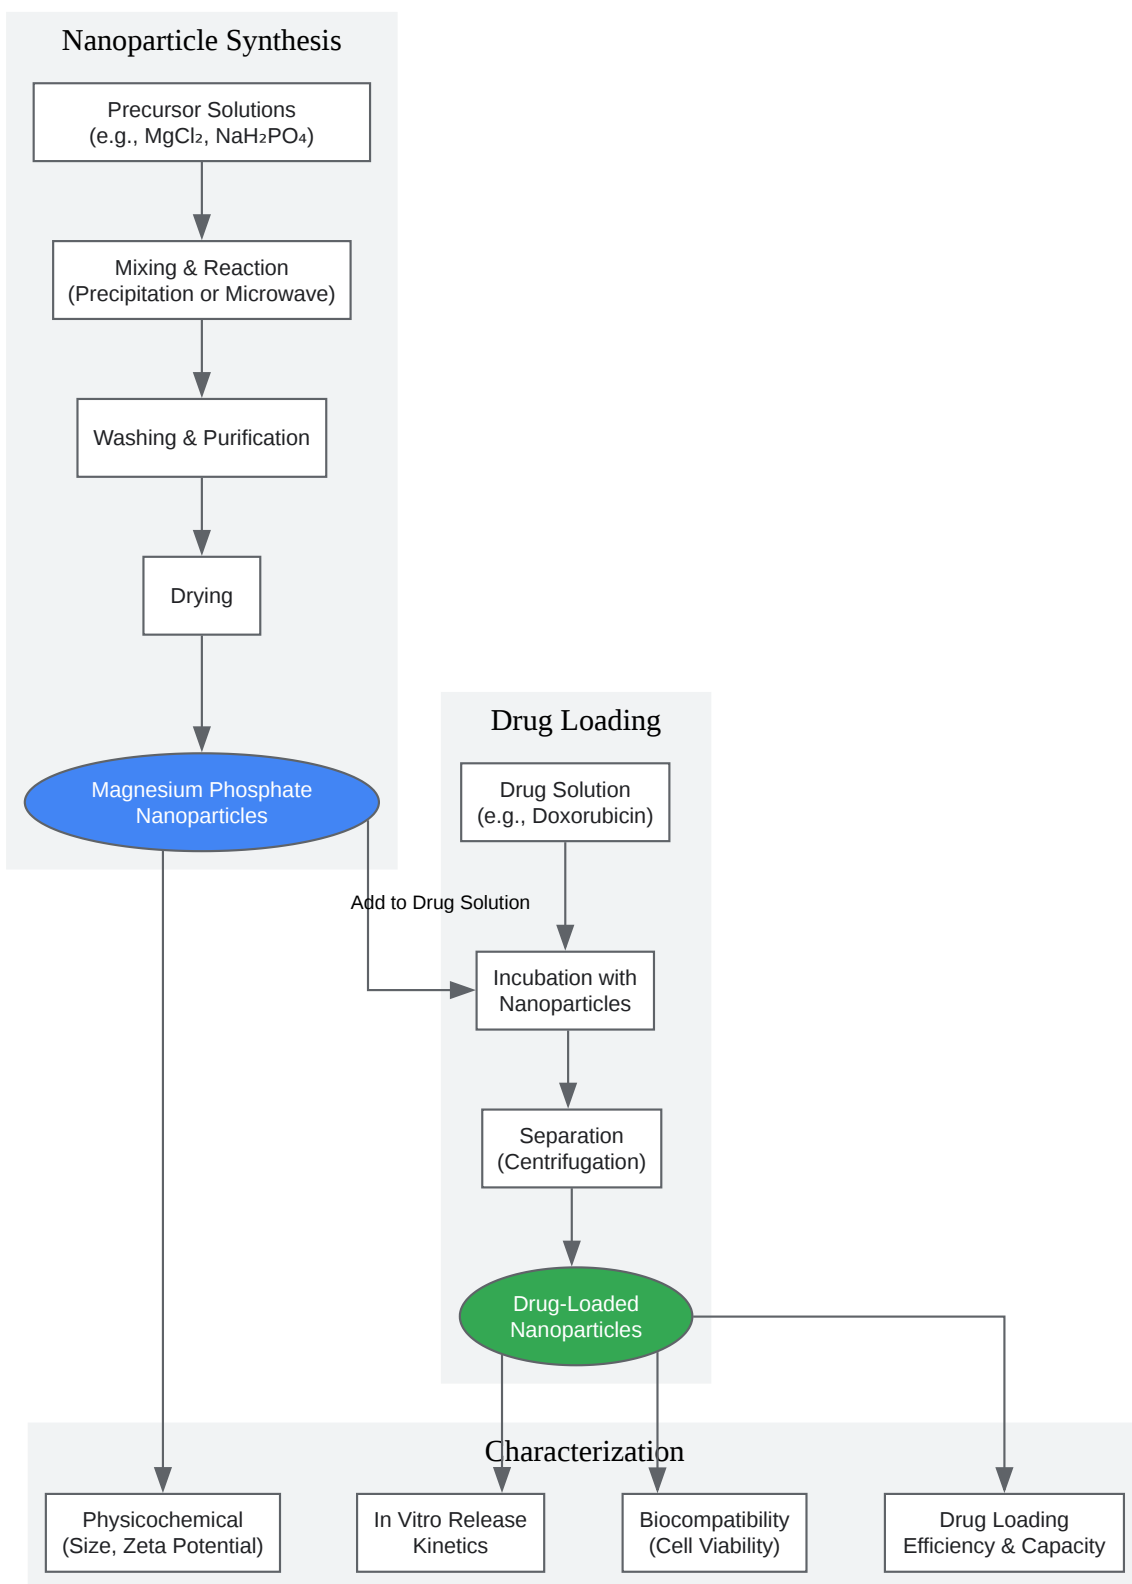 Nanoparticle Synthesis
Precursor Solutions
(e.g., MgCl₂, NaH₂PO₄)
Mixing & Reaction
(Precipitation or Microwave)
Washing & Purification
Drying
Magnesium Phosphate
Nanoparticles
Drug Loading
Drug Solution
(e.g., Doxorubicin)
Add to Drug Solution
Incubation with
Nanoparticles
Separation
(Centrifugation)
Drug-Loaded
Nanoparticles
Characterization
Physicochemical
(Size, Zeta Potential)
In Vitro Release
Kinetics
Biocompatibility
(Cell Viability)
Drug Loading
Efficiency & Capacity